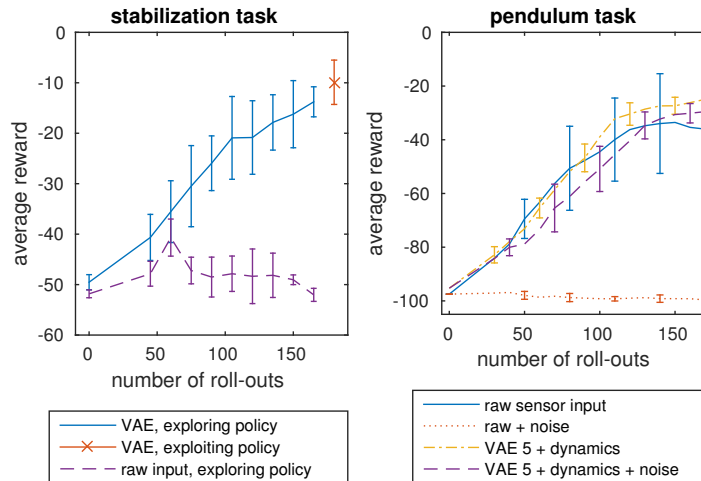 stabilization task
0
-10
-20
-30
-40
-50
-60
average reward
0
50
100
150
number of roll-outs
VAE, exploring policy
VAE, exploiting policy
raw input, exploring policy
pendulum task
-20
-40
-60
-80
-100
average reward
0
50
100
150
number of roll-outs
raw sensor input
raw + noise
VAE 5 + dynamics
VAE 5 + dynamics + noise